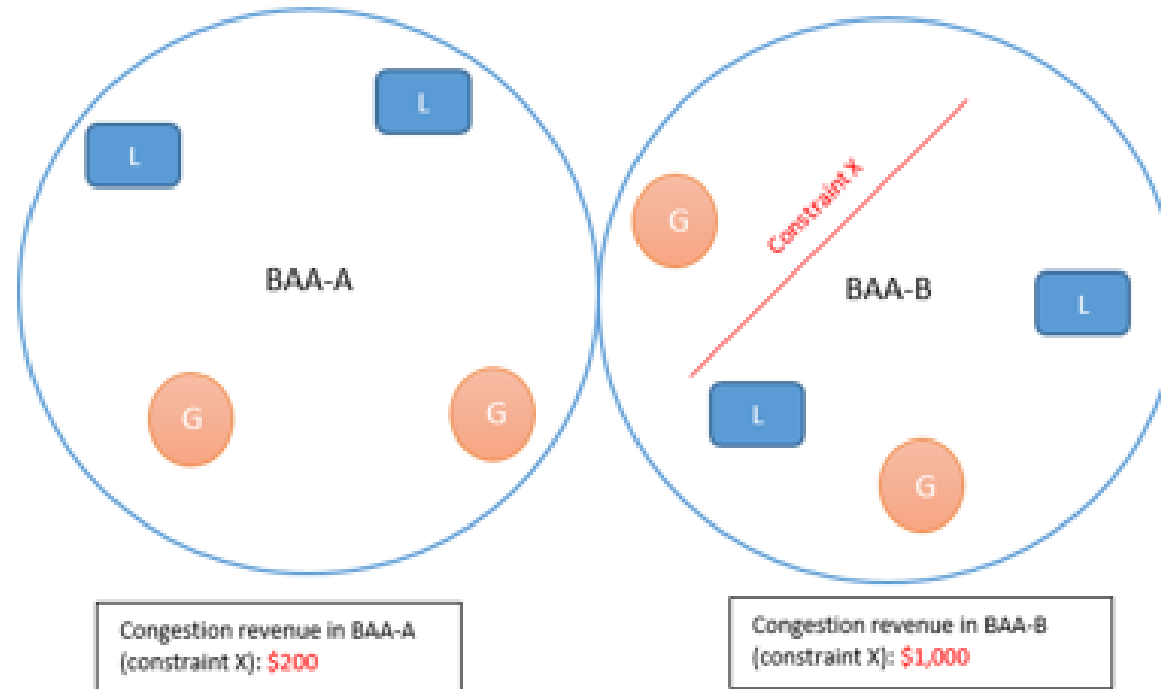 L
L
Constraint X
G
BAA-A
BAA-B
L
L
G
G
G
Congestion revenue in BAA-A
(constraint X): $200
Congestion revenue in BAA-B
(constraint X): $1,000